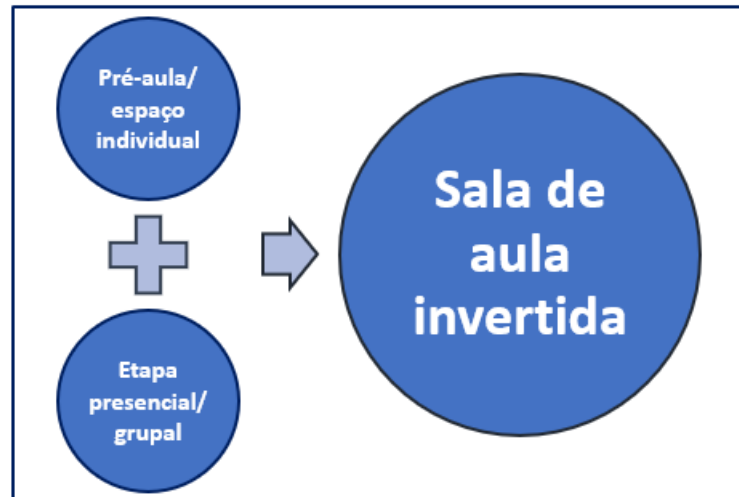 Pré-aula/
espaço
individual
Etapa
presencial/
grupal
Sala de
aula
invertida